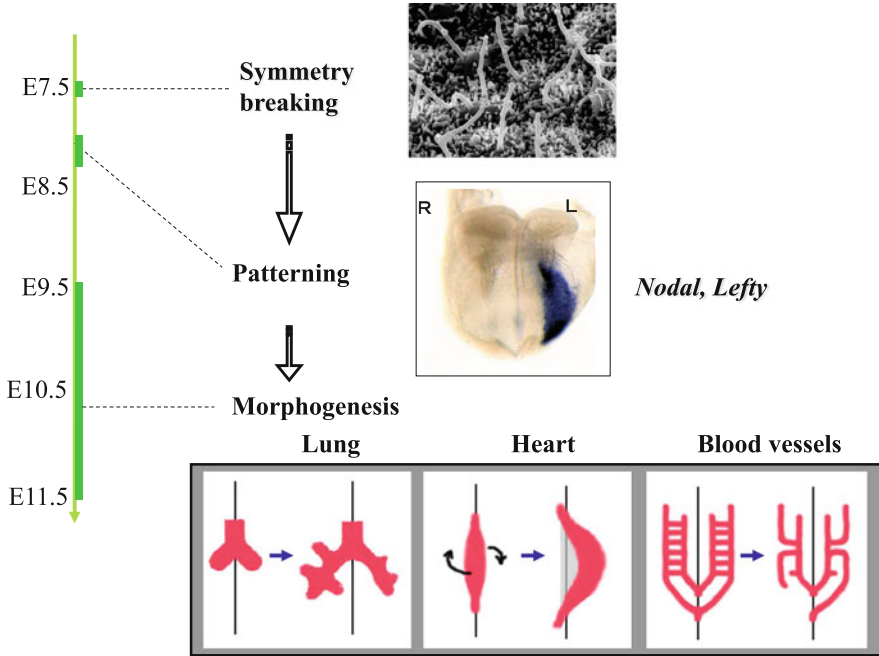 E7.5
Symmetry
breaking
E8.5
R
L
E9.5
Patterning
Nodal, Lefty
E10.5
Morphogenesis
Lung
Heart
Blood vessels
E11.5